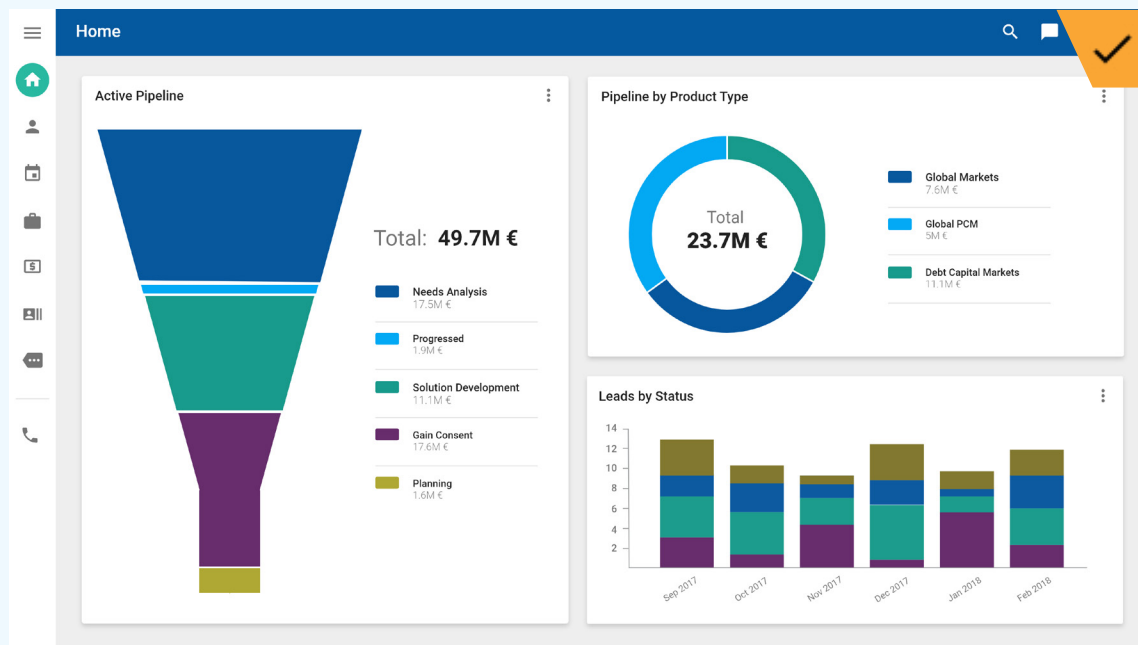 Home
Active Pipeline
Total: 49.7M €
Needs Analysis
17.5M €
Progressed
1.9M €
Solution Development
11.1M €
Gain Consent
17.6M €
Planning
1.6M €
Pipeline by Product Type
Total
23.7M €
Global Markets
7.6M €
Global PCM
5M €
Debt Capital Markets
11.1M €
Leads by Status
14
12
10
8
6
4
2
Sep 2017
Oct 2017
Nov 2017
Dec 2017
Jan 2018
Feb 2018